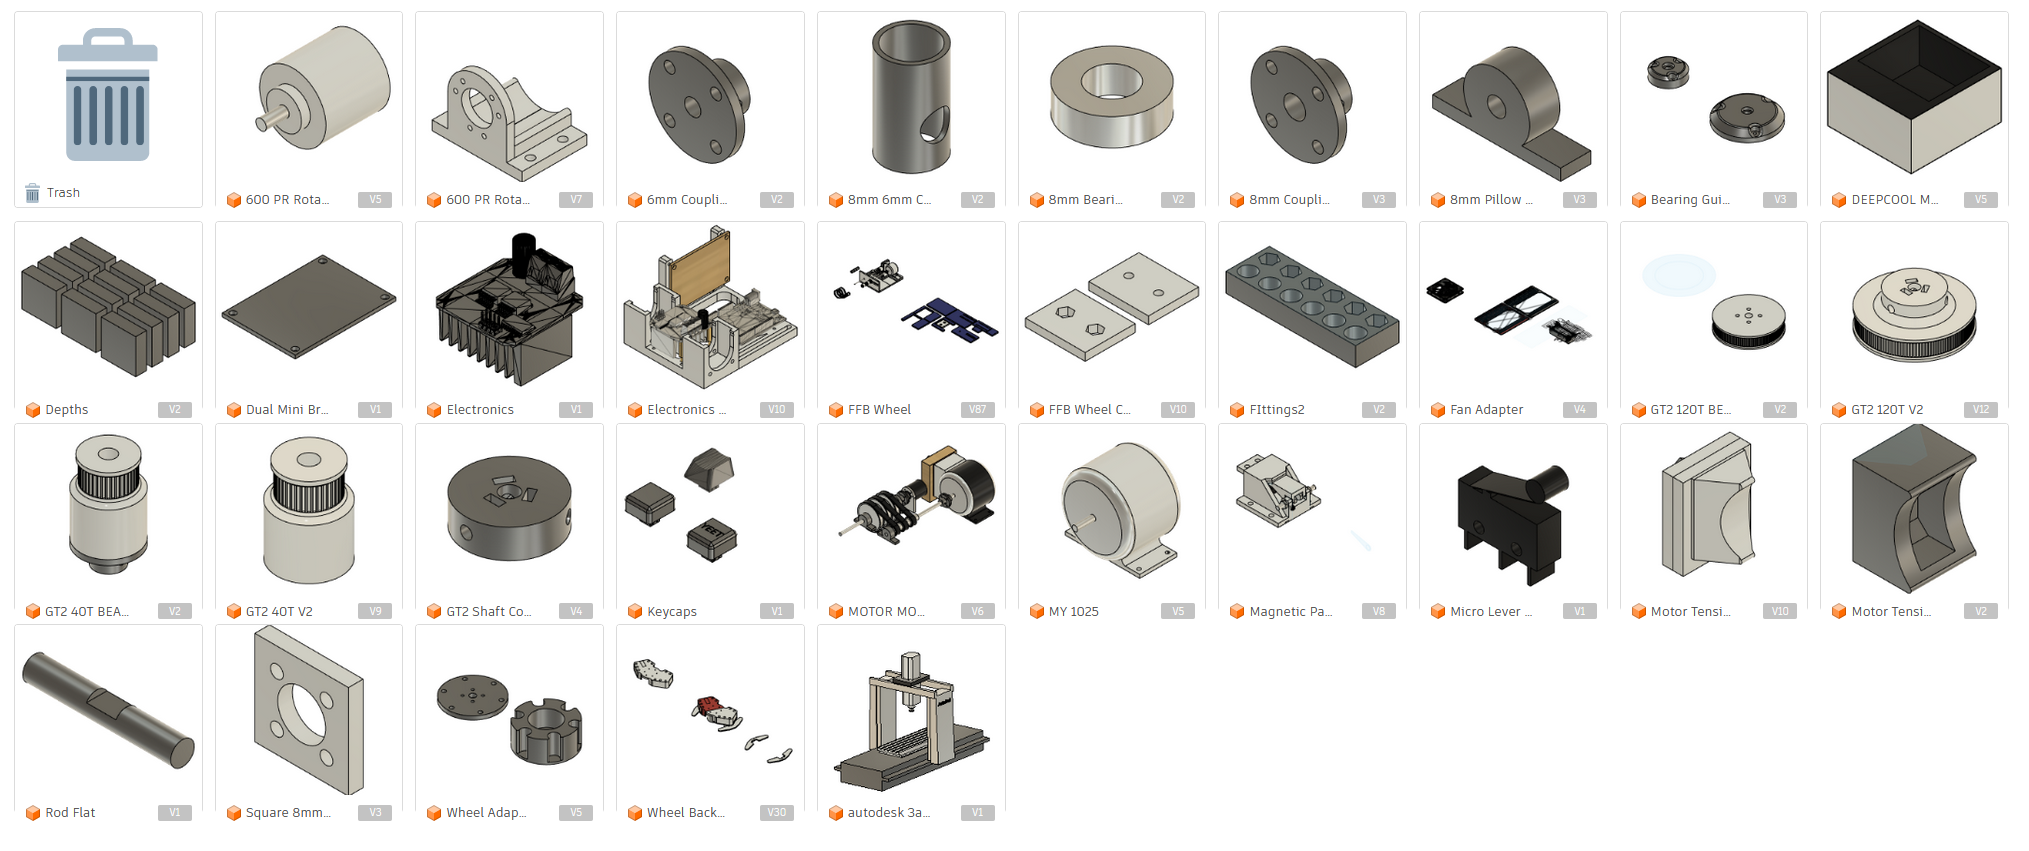 Trash
600 PR Rota... V5
600 PR Rota... V7
6mm Coupli... V2
8mm 6mm C... V2
8mm Beari... V2
8mm Coupli... V3
8mm Pillow ... V3
Bearing Gui... V3
DEEPCOOL M... V5
Depths V2
Dual Mini Br... V1
Electronics V1
Electronics ... V10
FFB Wheel V87
FFB Wheel C... V10
FIttings2 V2
Fan Adapter V4
GT2 120T BE... V2
GT2 120T V2 V12
GT2 40T BEA... V2
GT2 40T V2 V9
GT2 Shaft Co... V4
YEET
Keycaps V1
MOTOR MO... V6
MY 1025 V5
Magnetic Pa... V8
Micro Lever ... V1
Motor Tensi... V10
Motor Tensi... V2
Rod Flat V1
Square 8mm... V3
Wheel Adap... V5
Wheel Back... V30
autodesk 3a... V1